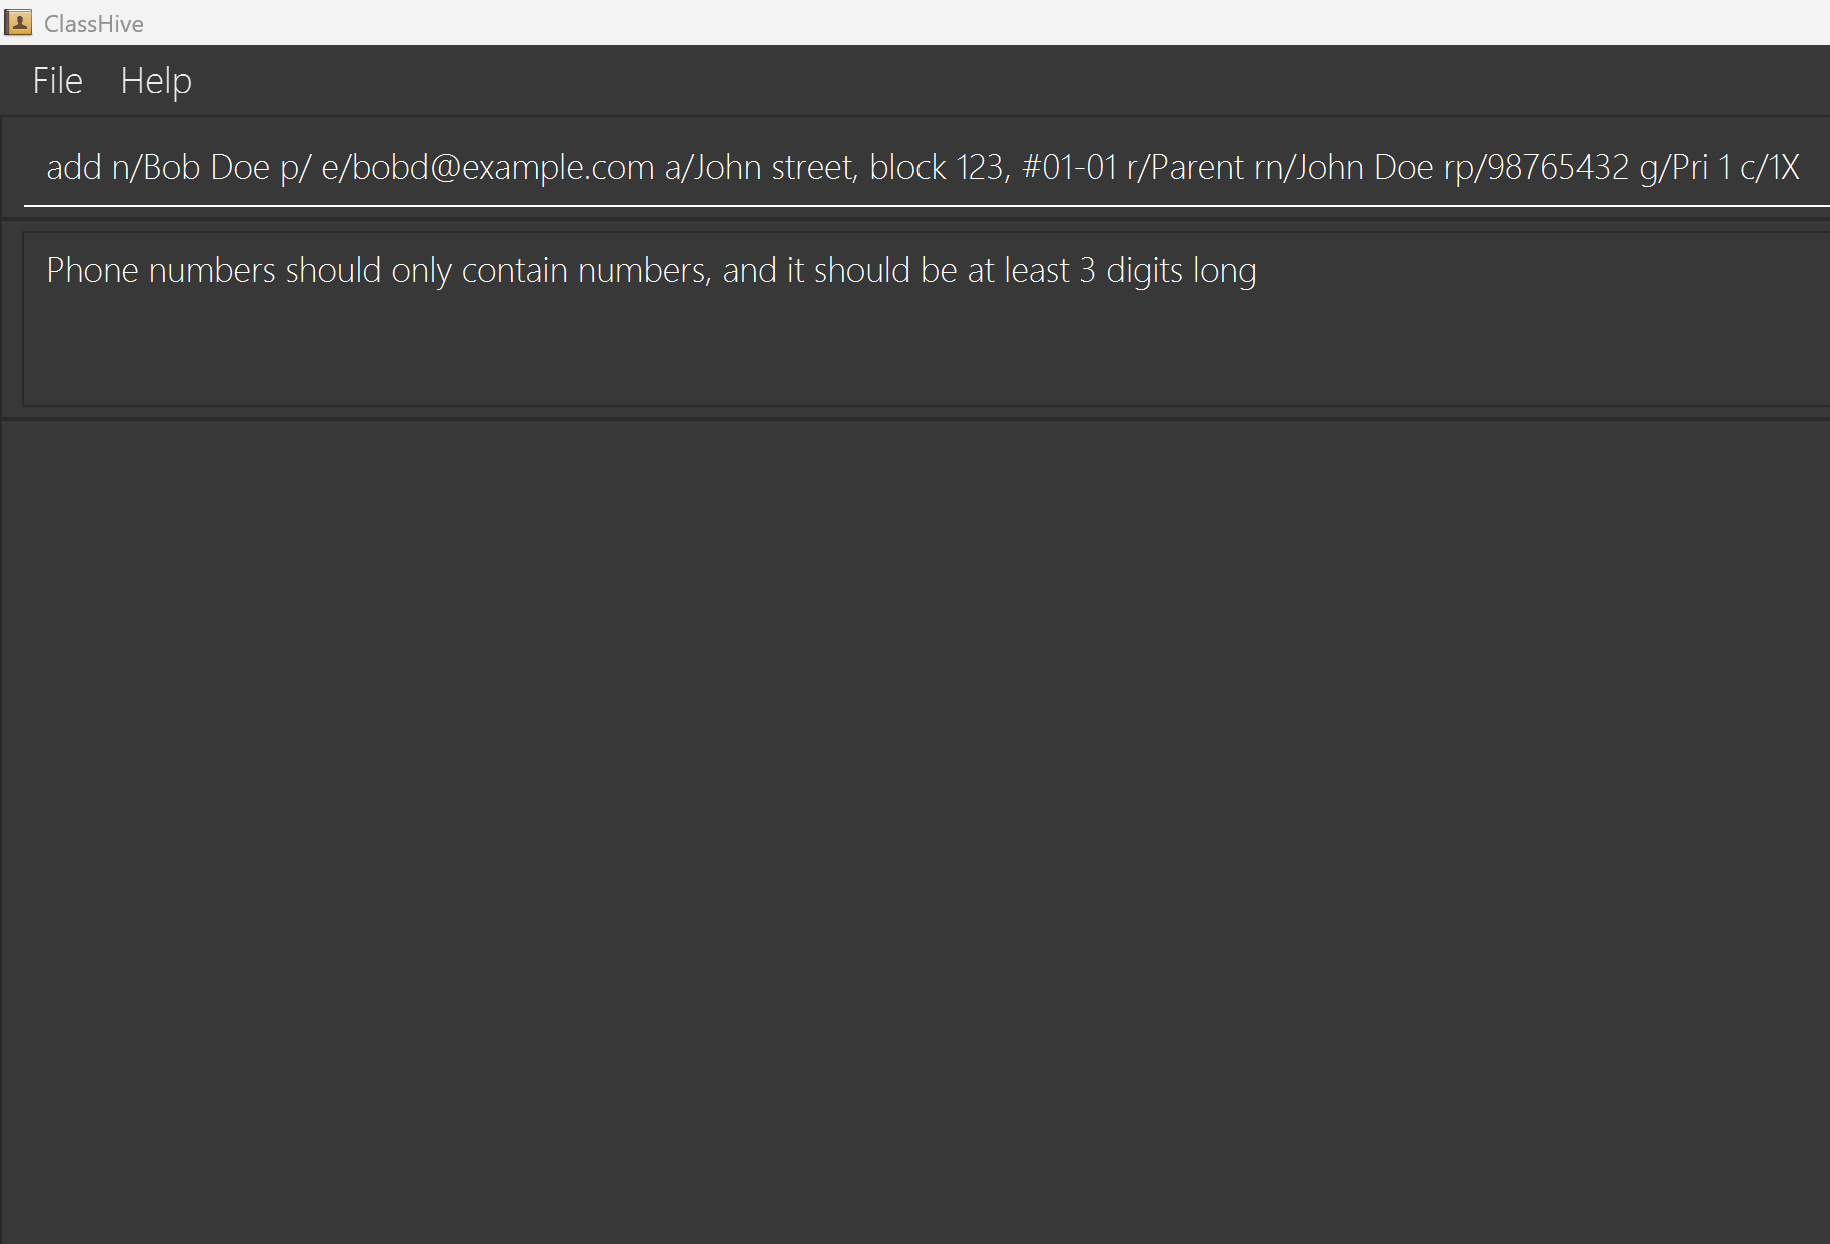 ClassHive
File Help
add n/Bob Doe p/ e/bobd@example.com a/John street, block 123, #01-01 r/Parent rn/John Doe rp/98765432 g/Pri 1 c/1X
Phone numbers should only contain numbers, and it should be at least 3 digits long